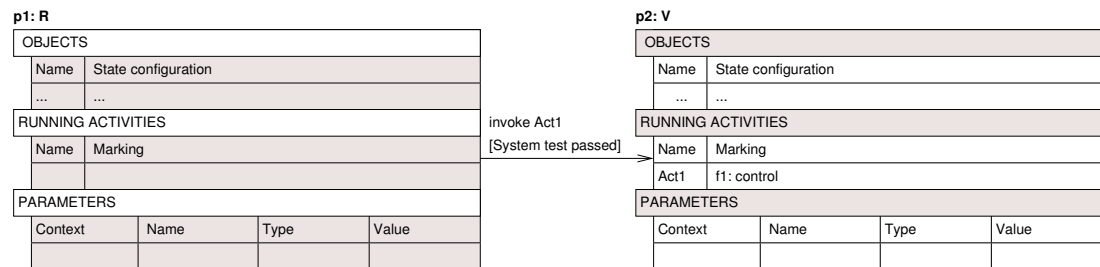 p1: R
OBJECTS
Name State configuration
... ...
RUNNING ACTIVITIES
Name Marking
PARAMETERS
Context Name Type Value
invoke Act1
[System test passed]
p2: V
OBJECTS
Name State configuration
... ...
RUNNING ACTIVITIES
Name Marking
Act1 f1: control
PARAMETERS
Context Name Type Value